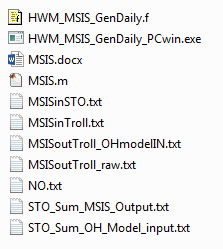 HWM_MSIS_GenDaily.f
HWM_MSIS_GenDaily_PCwin.exe
MSIS.docx
MSIS.m
MSISinSTO.txt
MSISinTroll.txt
MSISoutTroll_OHmodelIN.txt
MSISoutTroll_raw.txt
NO.txt
STO_Sum_MSIS_Output.txt
STO_Sum_OH_Model_input.txt